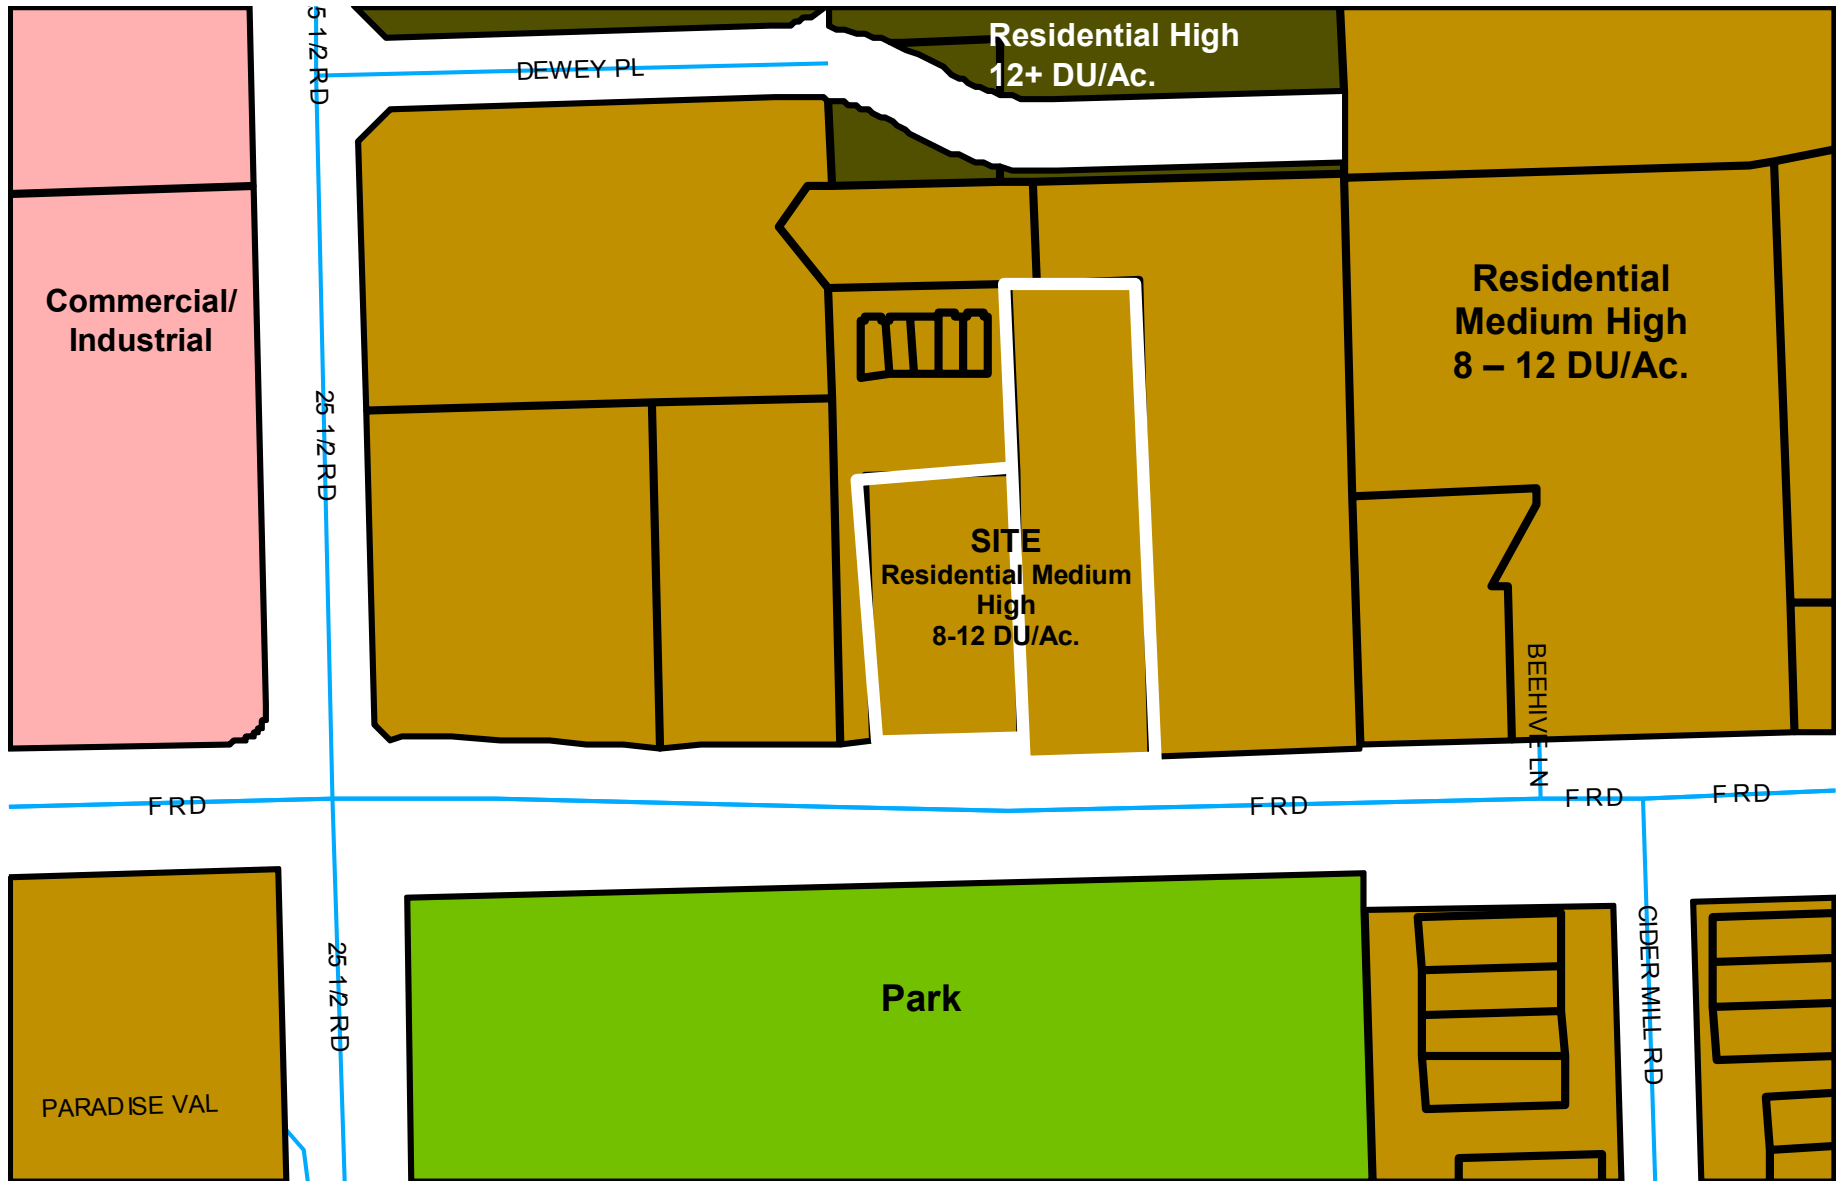 5 1/2 RD
Residential High
12+ DU/Ac.
DEWEY PL
Commercial/
Industrial
Residential
Medium High
8 – 12 DU/Ac.
25 1/2 RD
SITE
Residential Medium
High
8-12 DU/Ac.
BEEHIVE LN
F RD
F RD
F RD
F RD
25 1/2 RD
Park
CIDER MILL RD
PARADISE VAL